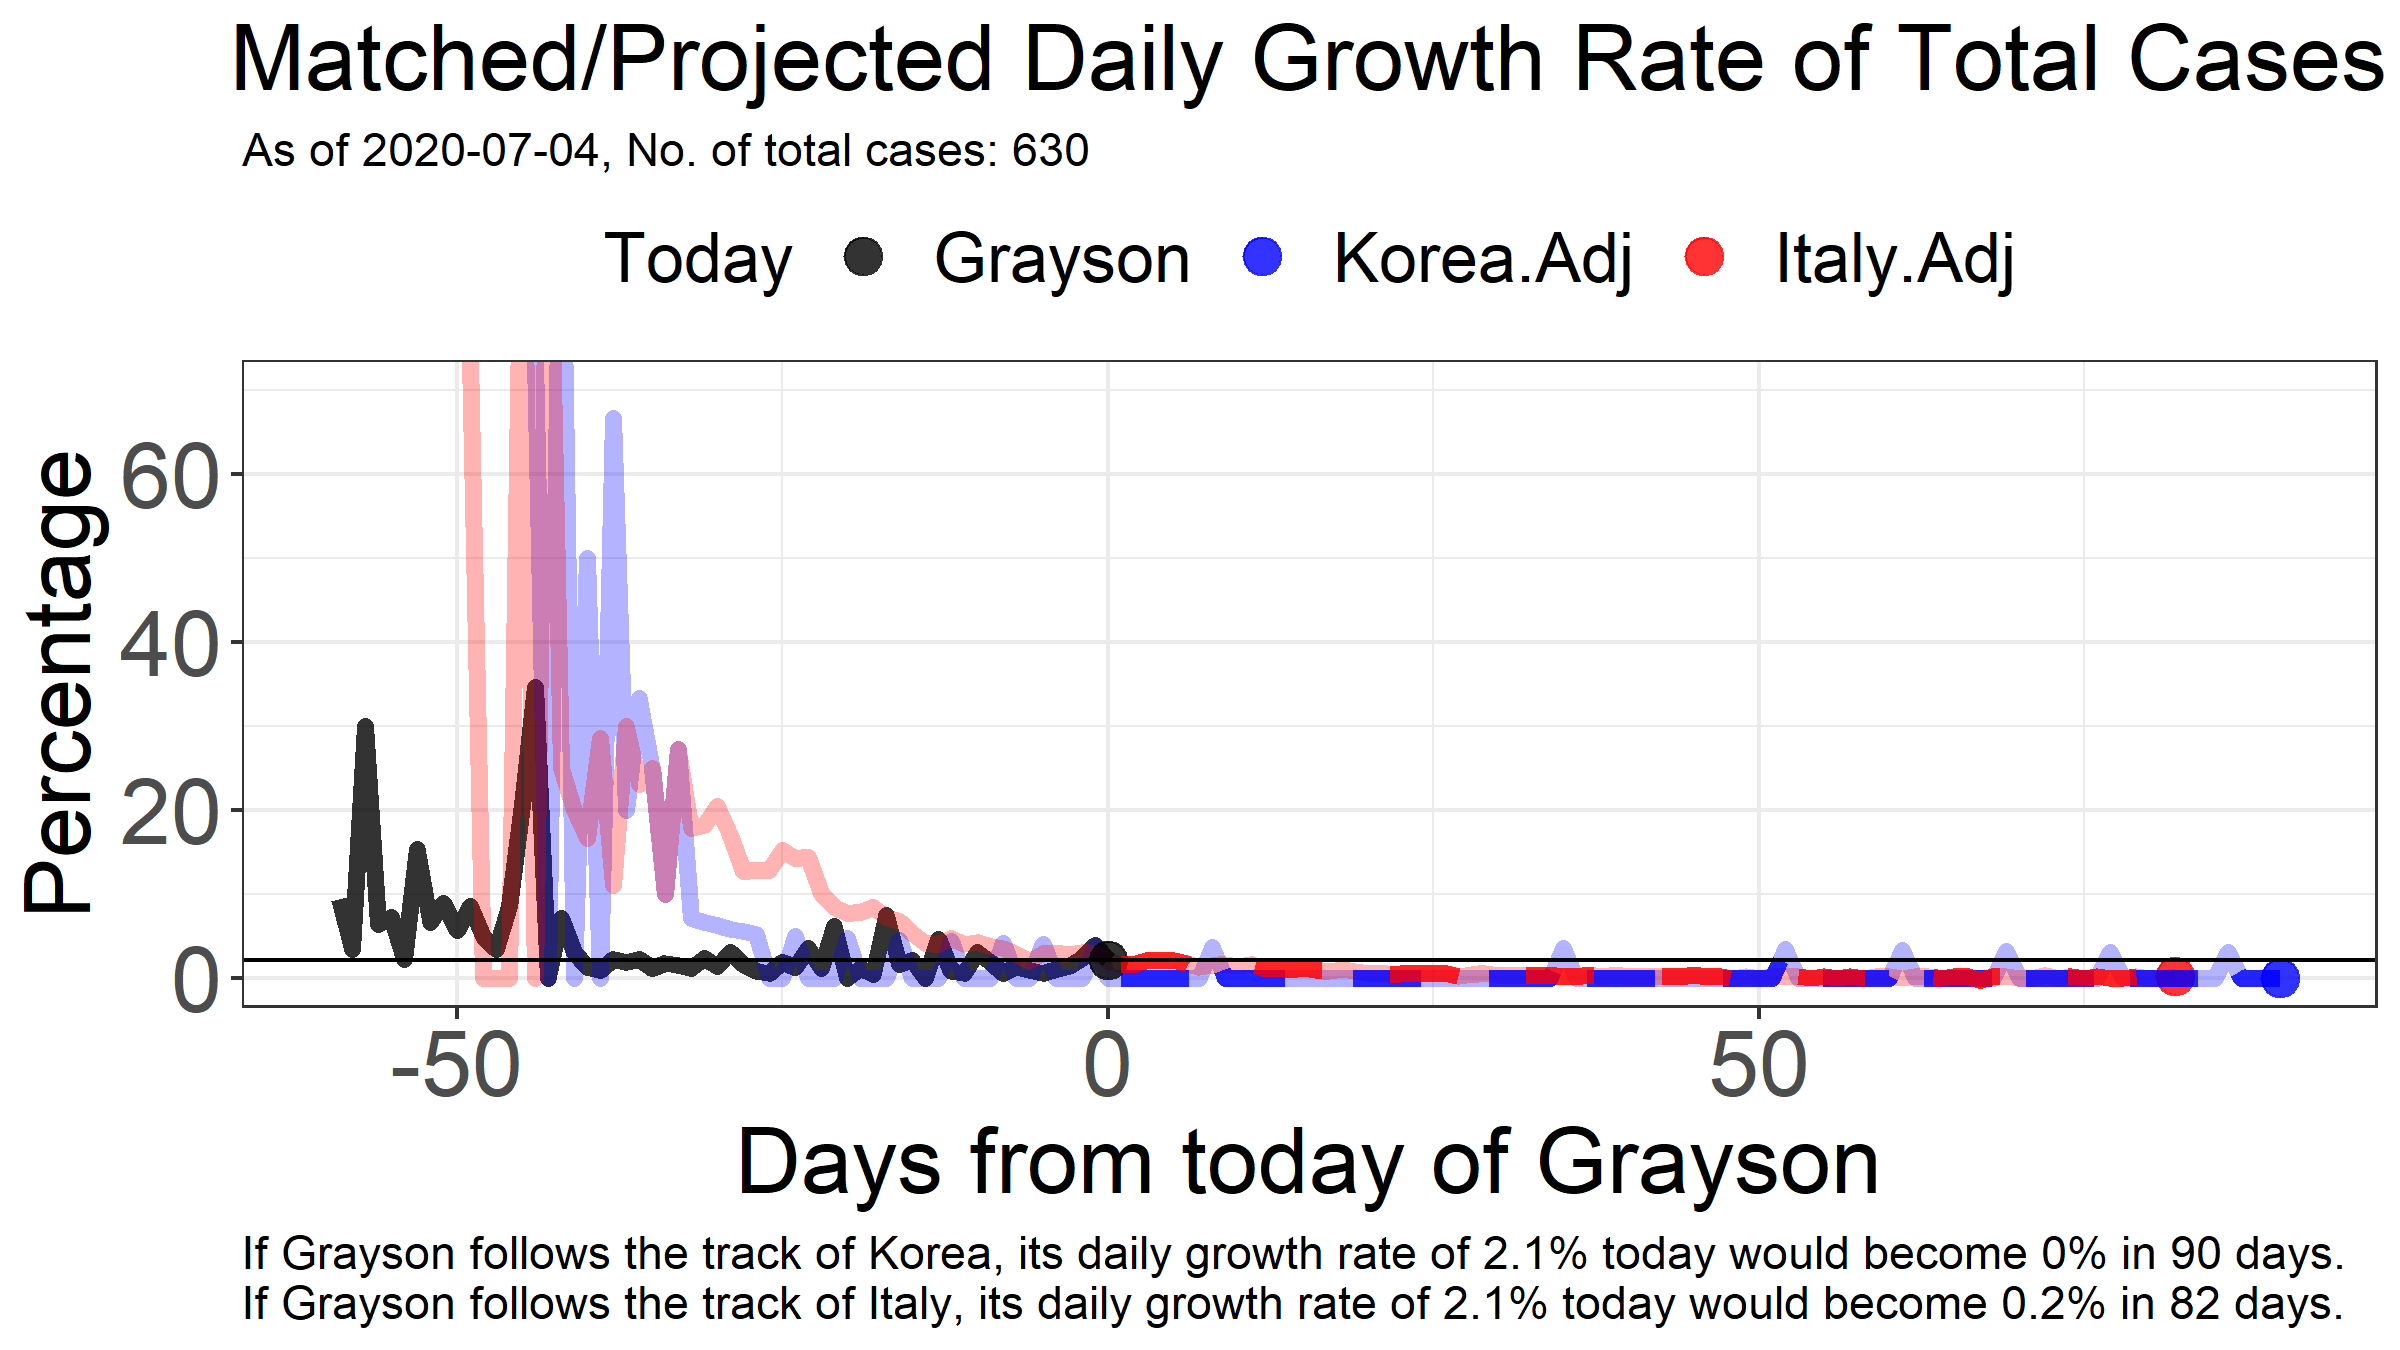 Matched/Projected Daily Growth Rate of Total Cases
As of 2020-07-04, No. of total cases: 630
Today Grayson Korea.Adj Italy.Adj
Percentage
60
40
20
0
-50 0 50
Days from today of Grayson
If Grayson follows the track of Korea, its daily growth rate of 2.1% today would become 0% in 90 days.
If Grayson follows the track of Italy, its daily growth rate of 2.1% today would become 0.2% in 82 days.